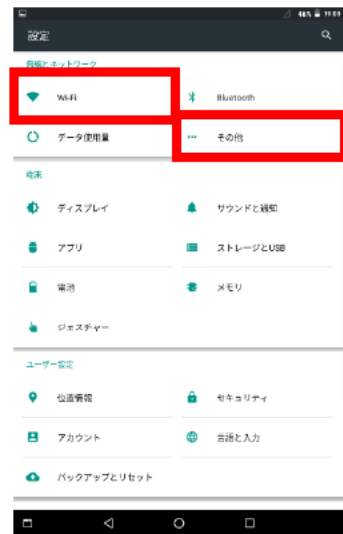 46% 19:09
設定
無線とネットワーク
Wi-Fi
Bluetooth
データ使用量
その他
端末
ディスプレイ
サウンドと通知
アプリ
ストレージとUSB
電池
メモリ
ジェスチャー
ユーザー設定
位置情報
セキュリティ
アカウント
言語と入力
バックアップとリセット